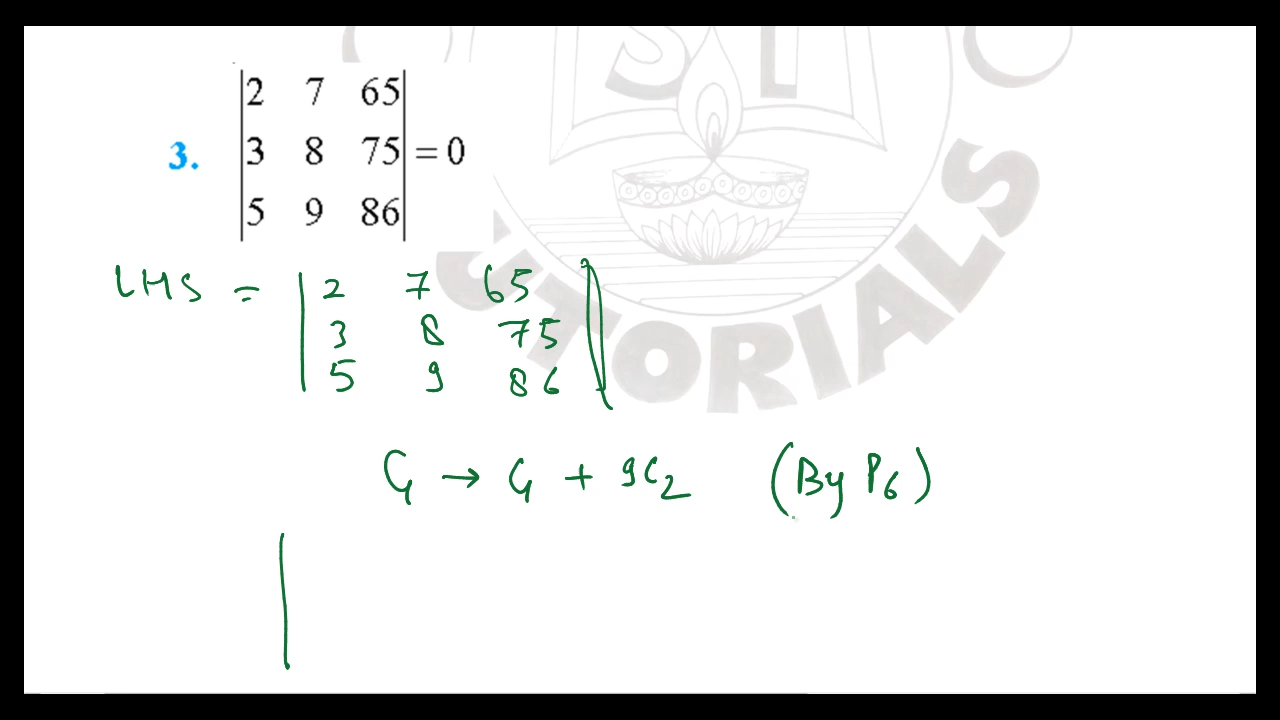 2 7 65
3. 3 8 75 = 0
5 9 86
LHS = 2 7 65
3 8 75
5 9 86
C₁ → C₁ + 9C₂ (By P₆)
TUTORIALS